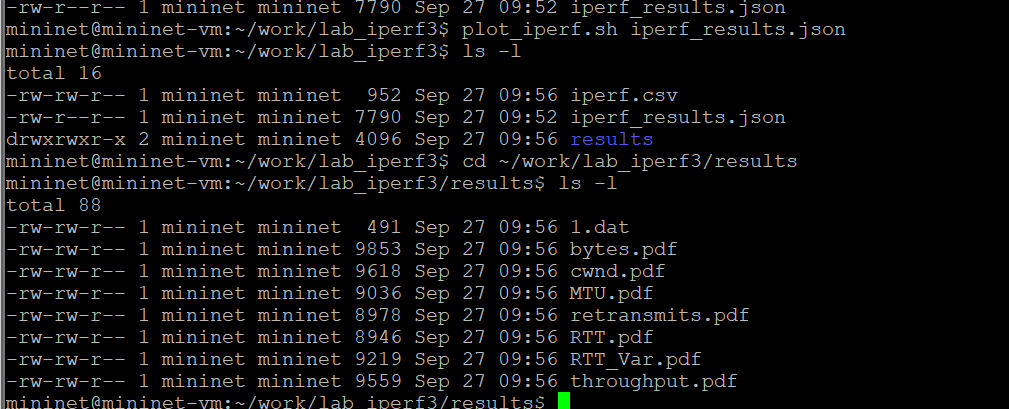 -rw-r--r-- 1 mininet mininet 7790 Sep 27 09:52 iperf_results.json
mininet@mininet-vm:~/work/lab_iperf3$ plot_iperf.sh iperf_results.json
mininet@mininet-vm:~/work/lab_iperf3$ ls -l
total 16
-rw-rw-r-- 1 mininet mininet  952 Sep 27 09:56 iperf.csv
-rw-r--r-- 1 mininet mininet 7790 Sep 27 09:52 iperf_results.json
drwxrwxr-x 2 mininet mininet 4096 Sep 27 09:56 results
mininet@mininet-vm:~/work/lab_iperf3$ cd ~/work/lab_iperf3/results
mininet@mininet-vm:~/work/lab_iperf3/results$ ls -l
total 88
-rw-rw-r-- 1 mininet mininet  491 Sep 27 09:56 1.dat
-rw-rw-r-- 1 mininet mininet 9853 Sep 27 09:56 bytes.pdf
-rw-rw-r-- 1 mininet mininet 9618 Sep 27 09:56 cwnd.pdf
-rw-rw-r-- 1 mininet mininet 9036 Sep 27 09:56 MTU.pdf
-rw-rw-r-- 1 mininet mininet 8978 Sep 27 09:56 retransmits.pdf
-rw-rw-r-- 1 mininet mininet 8946 Sep 27 09:56 RTT.pdf
-rw-rw-r-- 1 mininet mininet 9219 Sep 27 09:56 RTT_Var.pdf
-rw-rw-r-- 1 mininet mininet 9559 Sep 27 09:56 throughput.pdf
mininet@mininet-vm:~/work/lab_iperf3/results$